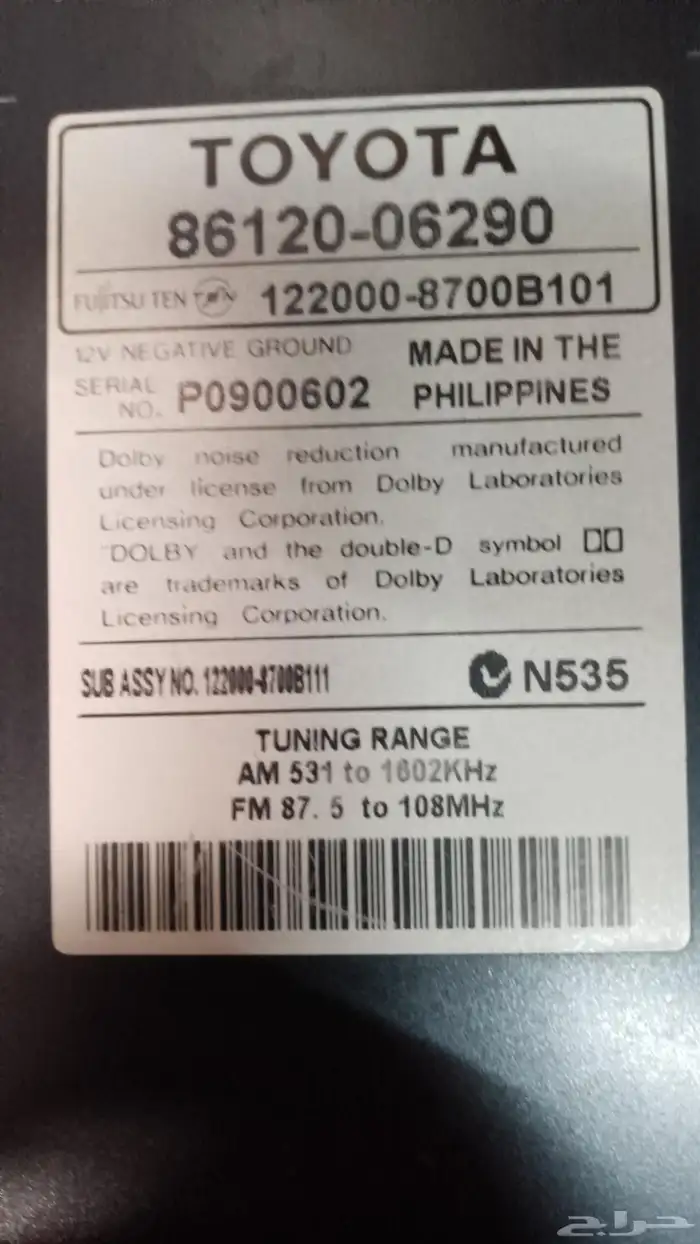 TOYOTA
86120-06290
FUJITSU TEN TEN 122000-8700B101
12V NEGATIVE GROUND
MADE IN THE
PHILIPPINES
SERIAL
NO. P0900602
Dolby noise reduction manufactured
under license from Dolby Laboratories
Licensing Corporation.
"DOLBY and the double-D symbol
are trademarks of Dolby Laboratories
Licensing Corporation.
SUB ASSY NO. 122000-8700B111
N535
TUNING RANGE
AM 531 to 1602KHz
FM 87. 5 to 108MHz
حراج